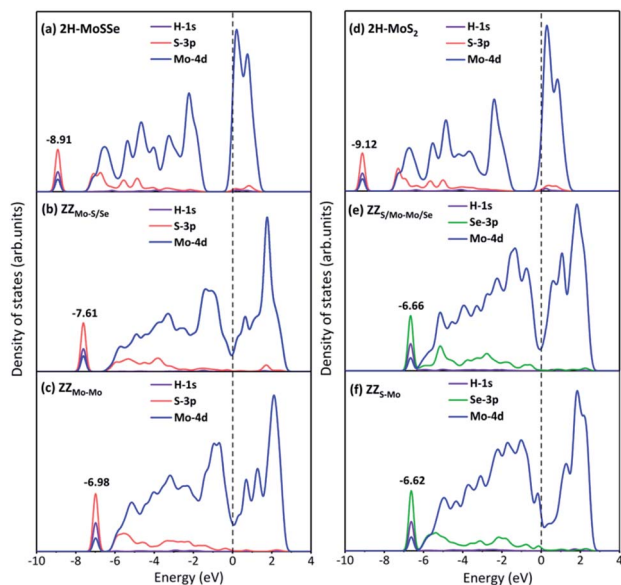 (a) 2H-MoSSe
H-1s
S-3p
Mo-4d
-8.91
(b) ZZMo-S/Se
H-1s
S-3p
Mo-4d
-7.61
(c) ZZMo-Mo
H-1s
S-3p
Mo-4d
-6.98
Density of states (arb.units)
-10 -8 -6 -4 -2 0 2 4
Energy (eV)
(d) 2H-MoS2
H-1s
S-3p
Mo-4d
-9.12
(e) ZZS/Mo-Mo/Se
H-1s
Se-3p
Mo-4d
-6.66
(f) ZZS-Mo
H-1s
Se-3p
Mo-4d
-6.62
Density of states (arb.units)
-10 -8 -6 -4 -2 0 2 4
Energy (eV)